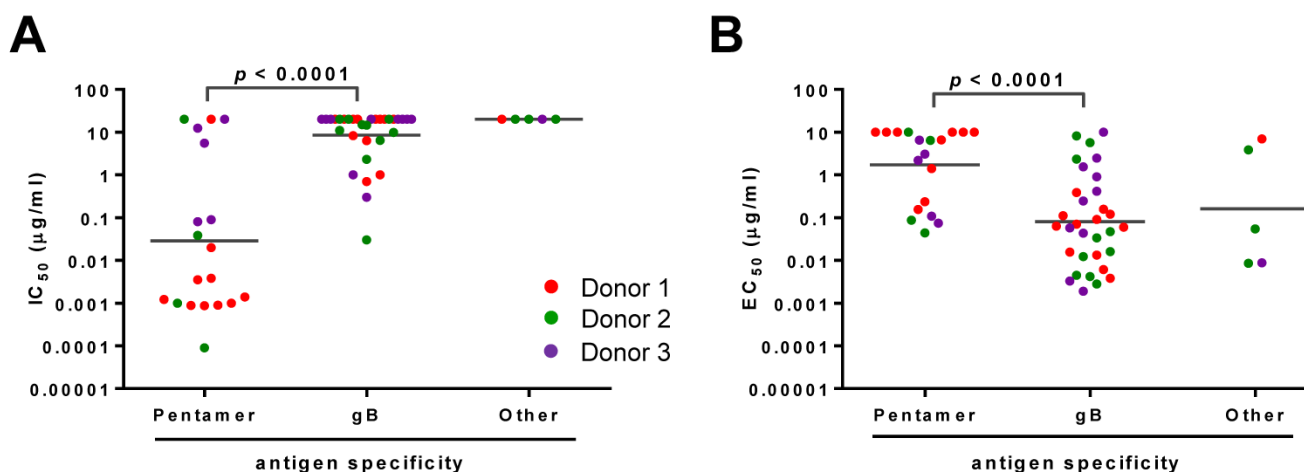 A
p < 0.0001
IC50 (µg/ml)
100
10
1
0.1
0.01
0.001
0.0001
0.00001
Pentamer
gB
Other
antigen specificity
Donor 1
Donor 2
Donor 3
B
p < 0.0001
EC50 (µg/ml)
100
10
1
0.1
0.01
0.001
0.0001
0.00001
Pentamer
gB
Other
antigen specificity